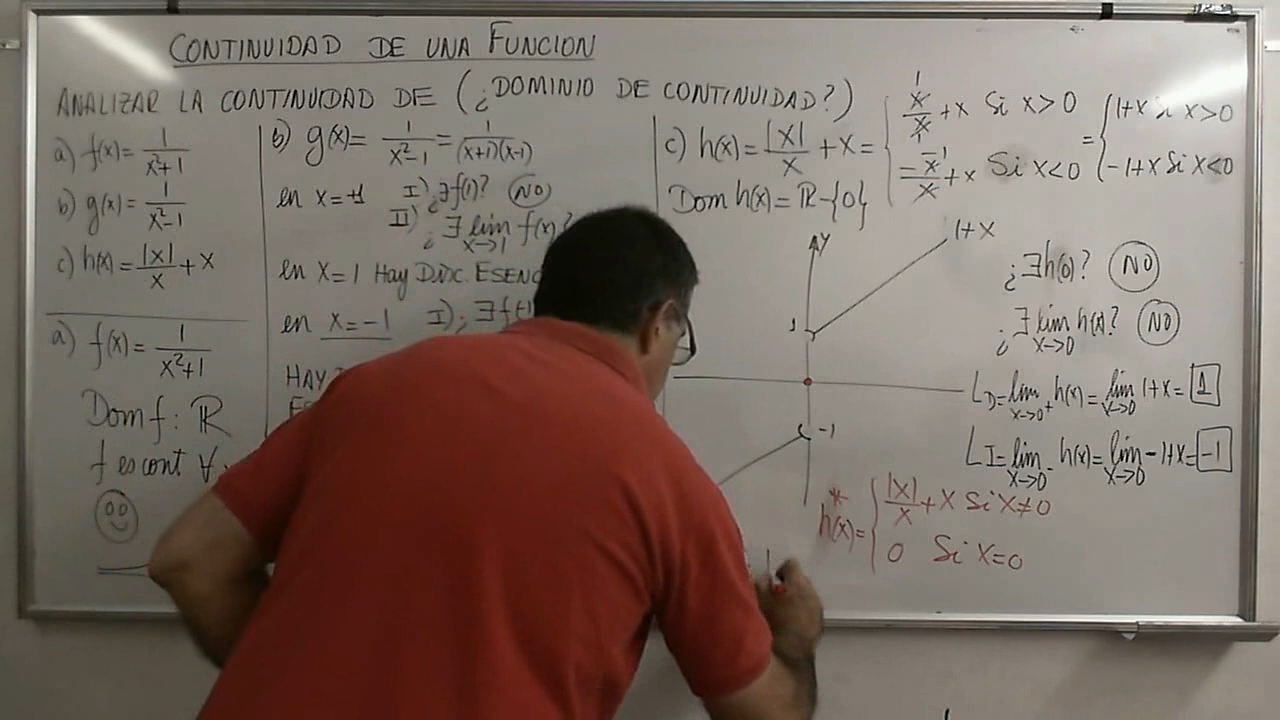 CONTINUIDAD DE UNA FUNCION
ANALIZAR LA CONTINUIDAD DE (¿DOMINIO DE CONTINUIDAD?)
a) f(x)= 1/(x²+1)
b) g(x)= 1/(x²-1)
c) h(x)= |x|/x + x
a) f(x)= 1/(x²+1)
Dom f: ℝ
f es cont ∀
b) g(x)= 1/(x²-1) = 1/((x+1)(x-1))
en x=+1 I) ¿∃f(1)? NO
II) ¿∃ lim x→1 f(x)?
en x=1 Hay DISC. ESENC
en x=-1 I) ¿∃f(-1
HAY
c) h(x)= |x|/x + x = { x/x + x Si x>0 = { 1+x si x>0
-x/x + x Si x<0 -1+x Si x<0
Dom h(x)= ℝ-{0}
y
1+x
1
-1
¿∃h(0)? NO
¿∃ lim x→0 h(x)? NO
LD= lim x→0⁺ h(x)= lim x→0 1+x= 1
LI= lim x→0⁻ h(x)= lim x→0 -1+x= -1
h*(x)= { |x|/x + x Si x≠0
0 Si x=0